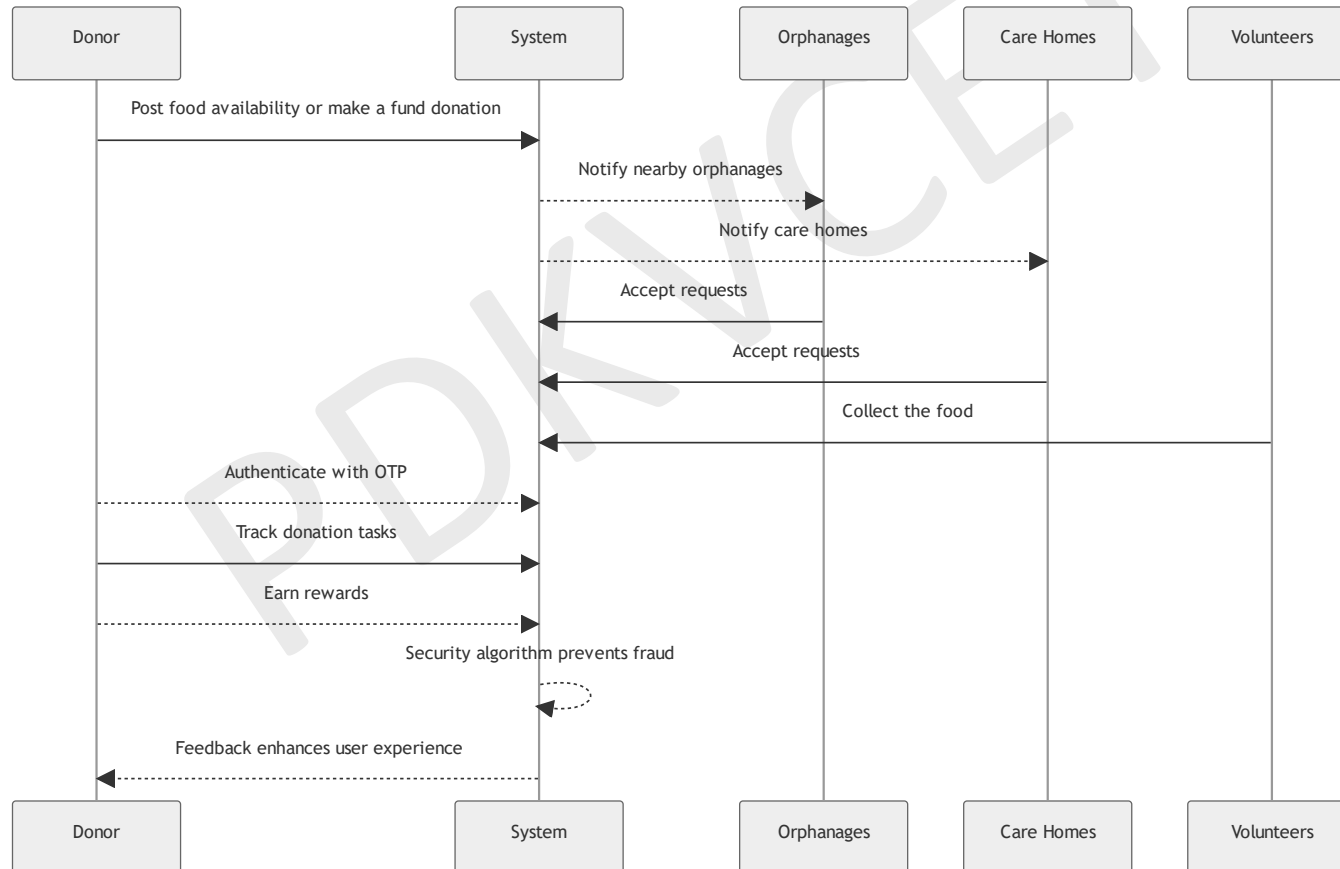 Donor
System
Orphanages
Care Homes
Volunteers
Post food availability or make a fund donation
Notify nearby orphanages
Notify care homes
Accept requests
Accept requests
Collect the food
Authenticate with OTP
Track donation tasks
Earn rewards
Security algorithm prevents fraud
Feedback enhances user experience
Donor
System
Orphanages
Care Homes
Volunteers